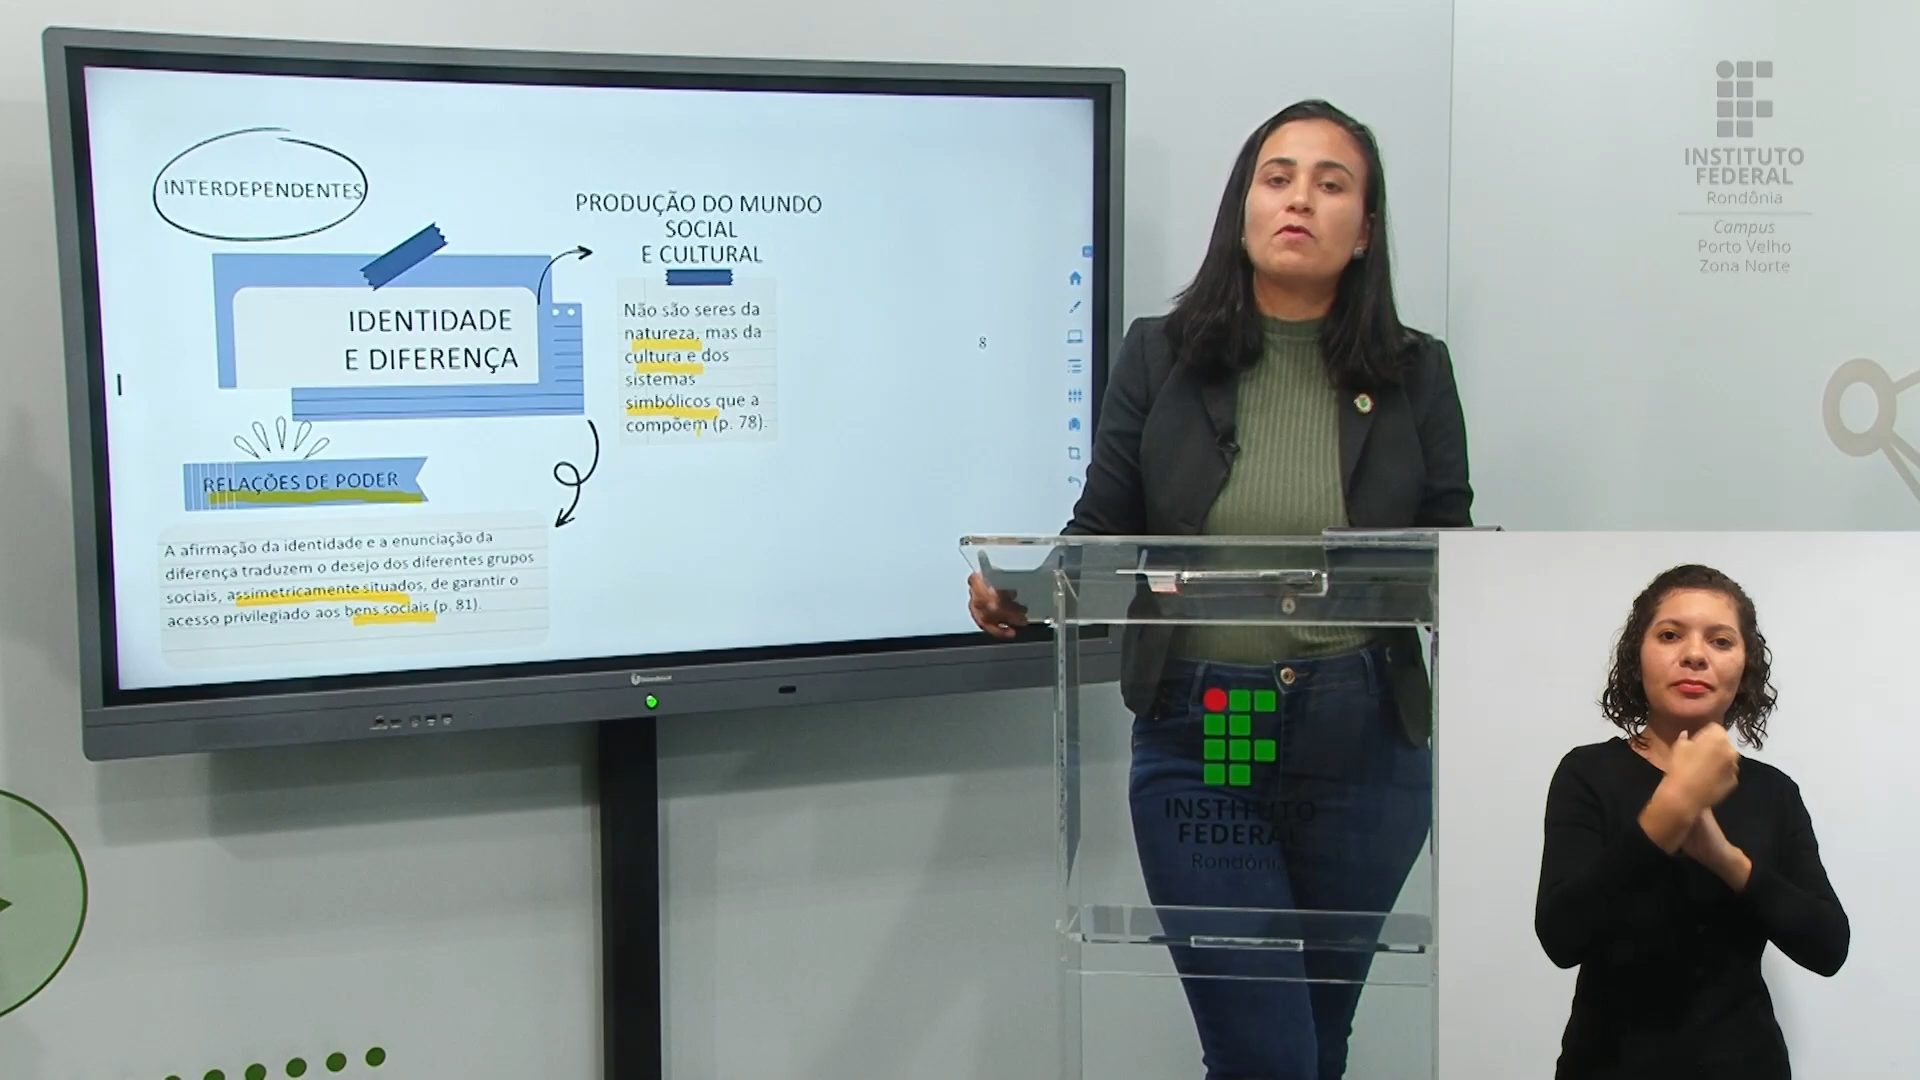 INTERDEPENDENTES
PRODUÇÃO DO MUNDO
SOCIAL
E CULTURAL
IDENTIDADE
E DIFERENÇA
Não são seres da
natureza, mas da
cultura e dos
sistemas
simbólicos que a
compõem (p. 78).
8
RELAÇÕES DE PODER
A afirmação da identidade e a enunciação da
diferença traduzem o desejo dos diferentes grupos
sociais, assimetricamente situados, de garantir o
acesso privilegiado aos bens sociais (p. 81).
INSTITUTO
FEDERAL
Rondônia
Campus
Porto Velho
Zona Norte
INSTITUTO
FEDERAL
Rondônia